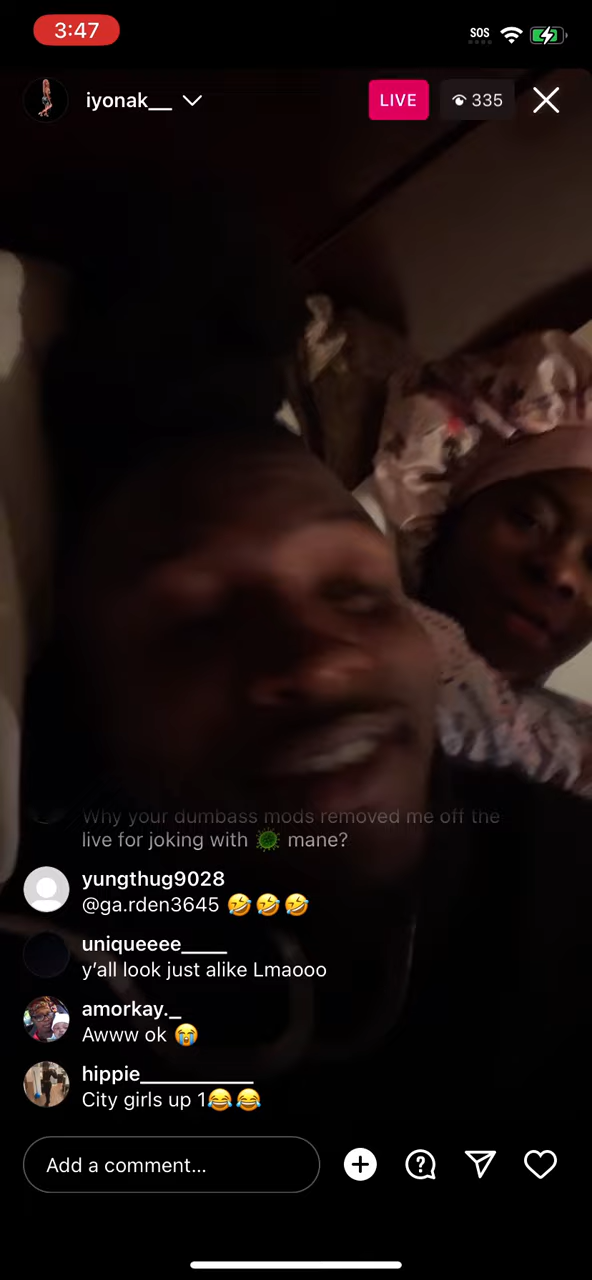 3:47
SOS
iyonak__
LIVE
335
Why your dumbass mods removed me off the
live for joking with 🦠 mane?
yungthug9028
@ga.rden3645 🤣🤣🤣
uniqueeee____
y'all look just alike Lmaooo
amorkay._
Awww ok 😭
hippie__________
City girls up 1😂😂
Add a comment...